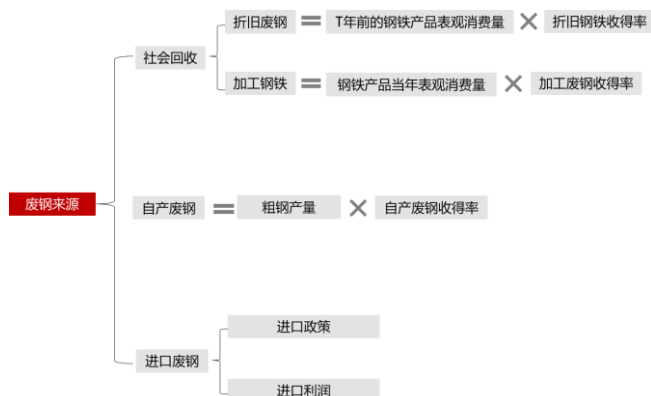 折旧废钢 = T年前的钢铁产品表观消费量 × 折旧钢铁收得率
社会回收
加工钢铁 = 钢铁产品当年表观消费量 × 加工废钢收得率
废钢来源
自产废钢 = 粗钢产量 × 自产废钢收得率
进口政策
进口废钢
进口利润